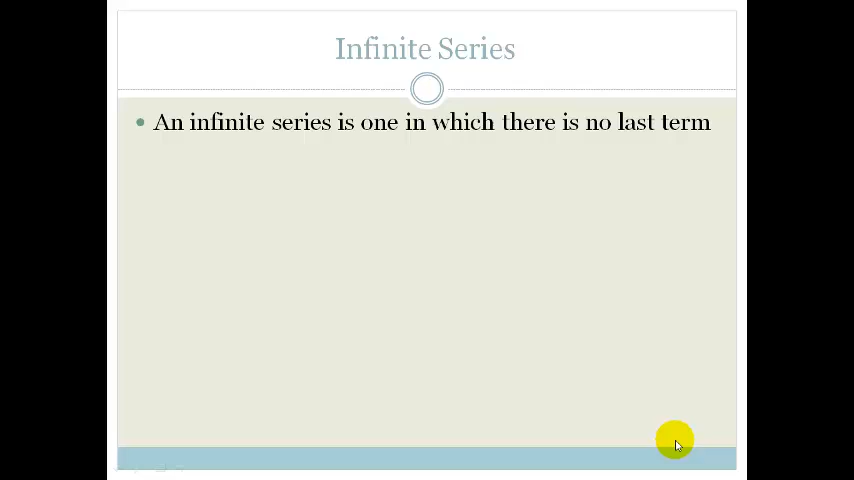 Infinite Series
An infinite series is one in which there is no last term